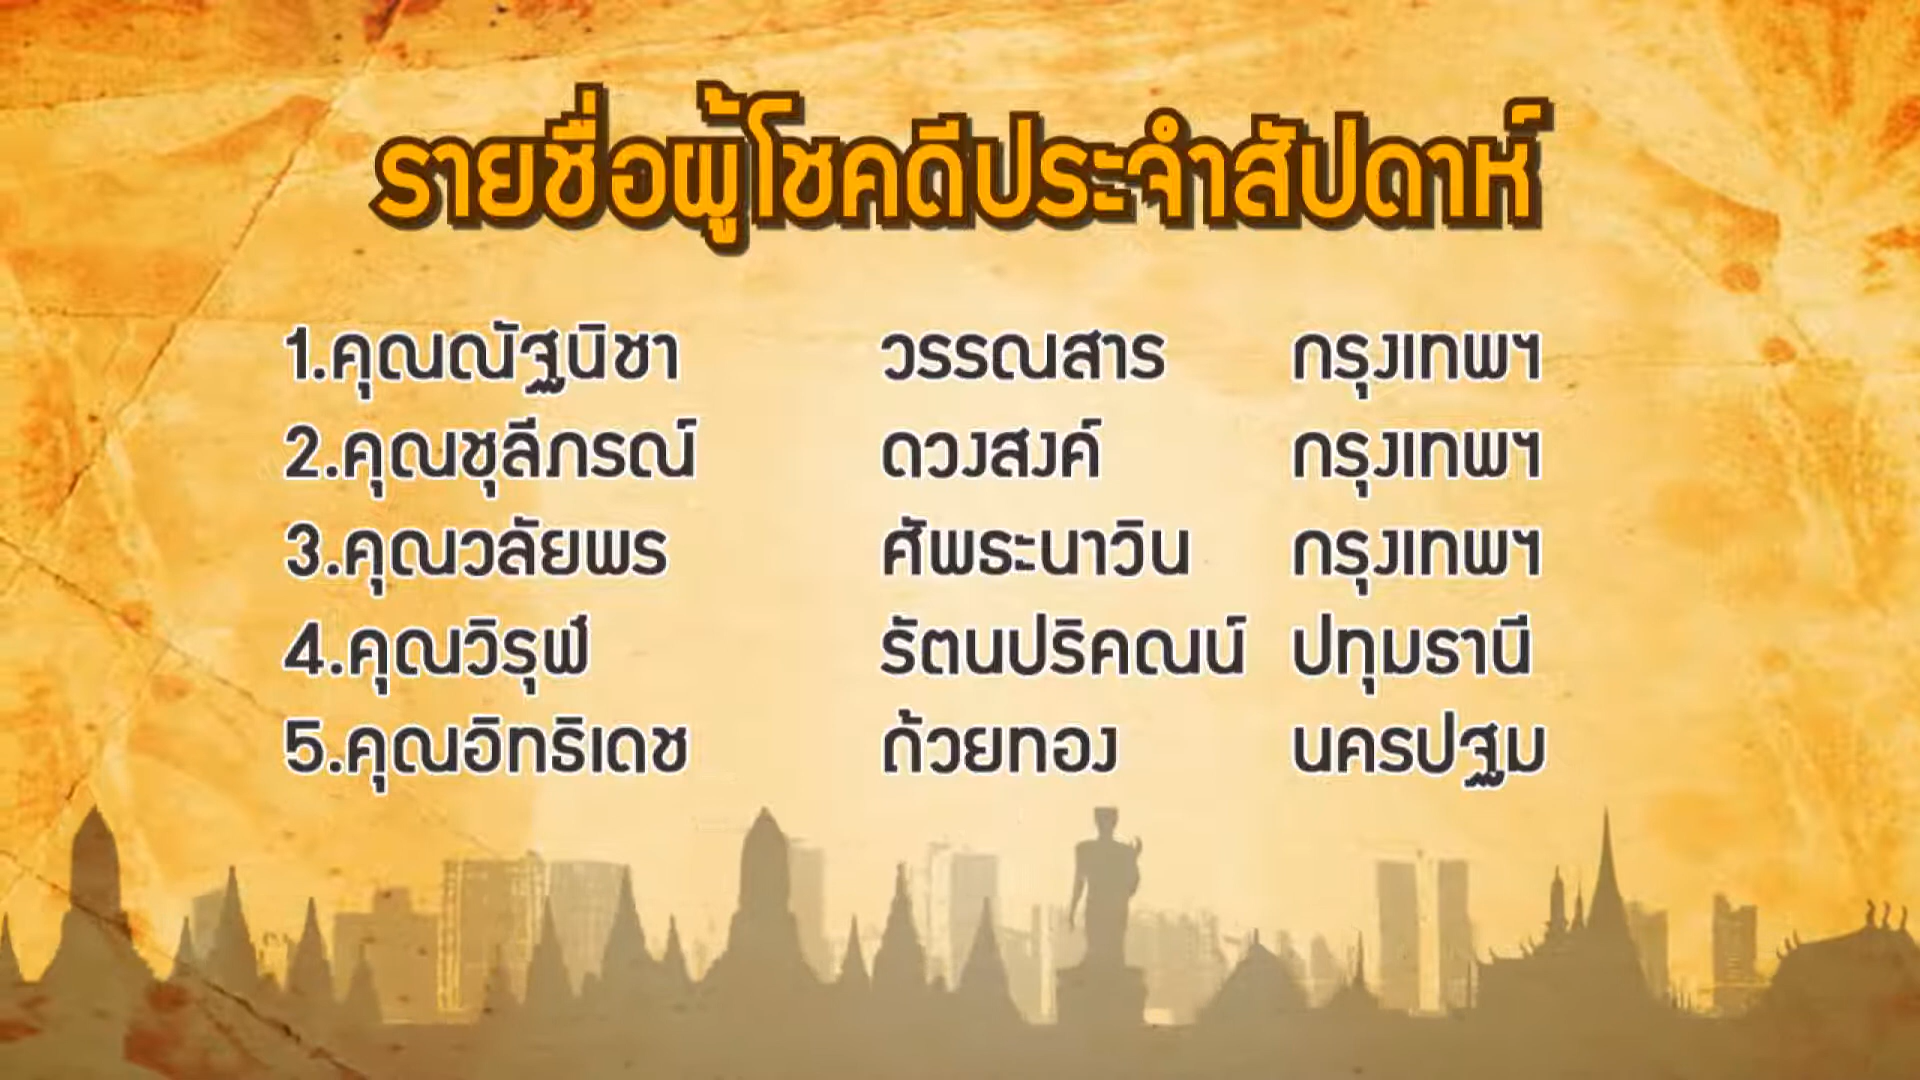 รายชื่อผู้โชคดีประจำสัปดาห์
1.คุณณัฐนิชา วรรณสาร กรุงเทพฯ
2.คุณชุลีภรณ์ ดวงสงค์ กรุงเทพฯ
3.คุณวลัยพร ศัพธะนาวิน กรุงเทพฯ
4.คุณวิรุฬ รัตนปริคณน์ ปทุมธานี
5.คุณอิทธิเดช ด้วยทอง นครปฐม